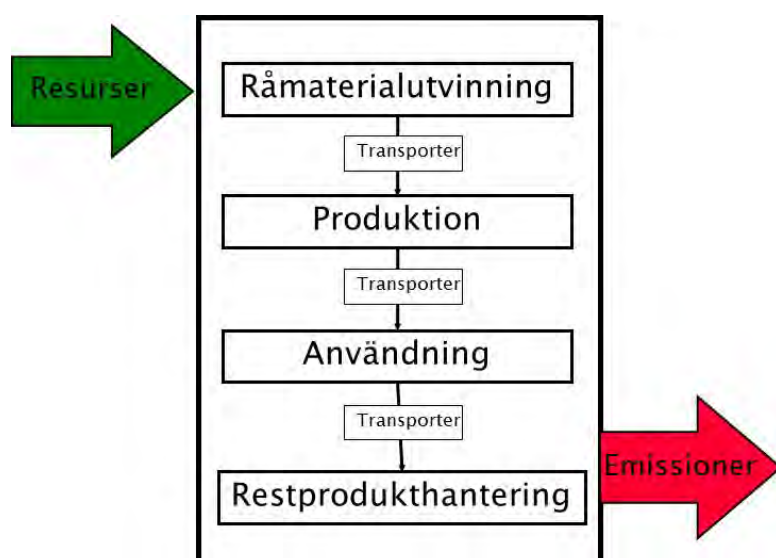 Resurser
Råmaterialutvinning
Transporter
Produktion
Transporter
Användning
Transporter
Restprodukthantering
Emissioner